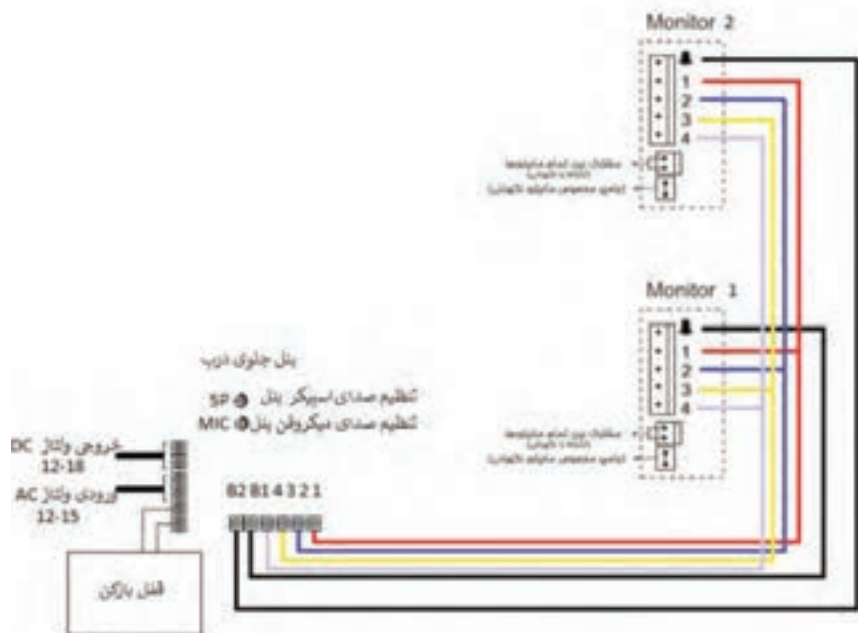 Monitor 2
1
2
3
4
Monitor 1
1
2
3
4
پنل جلوی درب
تنظیم صدای اسپیکر پنل SP
تنظیم صدای میکروفن پنل MIC
خروجی ولتاژ DC
12-18
ورودی ولتاژ AC
12-15
B2 B1 4 3 2 1
قفل بازکن